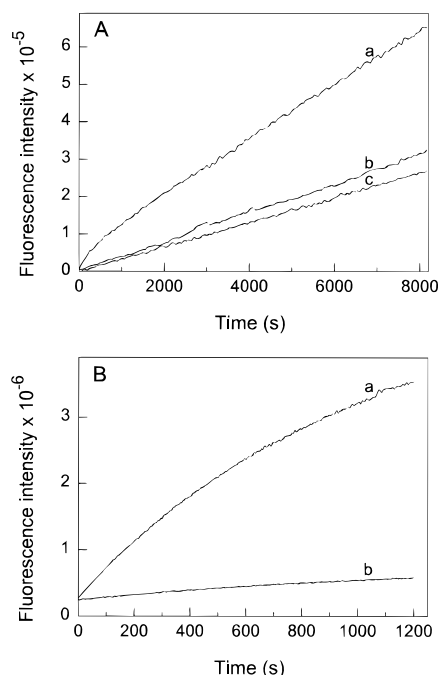 A
6
5
4
3
2
1
0
a
b
c
0 2000 4000 6000 8000
Fluorescence intensity x 10⁻⁵
Time (s)
B
3
2
1
0
a
b
0 200 400 600 800 1000 1200
Fluorescence intensity x 10⁻⁶
Time (s)